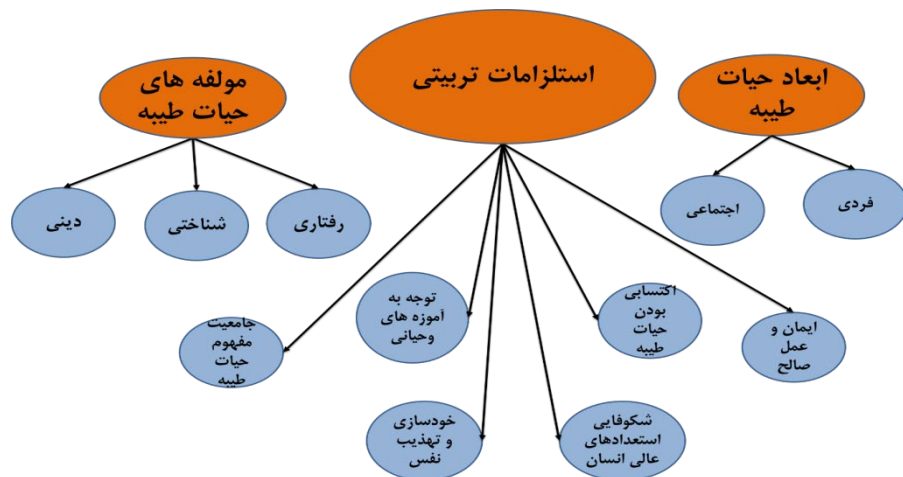 ابعاد حیات
طیبه
استلزامات تربیتی
مولفه های
حیات طیبه
فردی
اجتماعی
رفتاری
شناختی
دینی
ایمان و
عمل
صالح
اکتسابی
بودن
حیات
طیبه
توجه به
آموزه های
وحیانی
جامعیت
مفهوم
حیات
طیبه
شکوفایی
استعدادهای
عالی انسان
خودسازی
و تهذیب
نفس